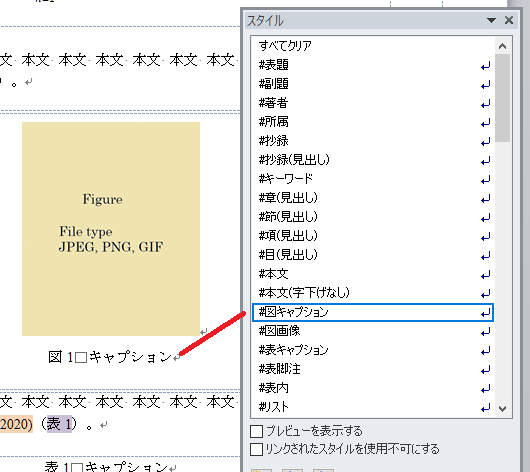 スタイル
すべてクリア
#表題
#副題
#著者
#所属
#抄録
#抄録(見出し)
#キーワード
#章(見出し)
#節(見出し)
#項(見出し)
#目(見出し)
#本文
#本文(字下げなし)
#図キャプション
#図画像
#表キャプション
#表脚注
#表内
#リスト
プレビューを表示する
リンクされたスタイルを使用不可にする
本文 本文 本文 本文 本文 本文
。
Figure
File type
JPEG, PNG, GIF
図 1□キャプション
本文 本文 本文 本文 本文 本文
2020)（表 1）。
表 1□キャプション